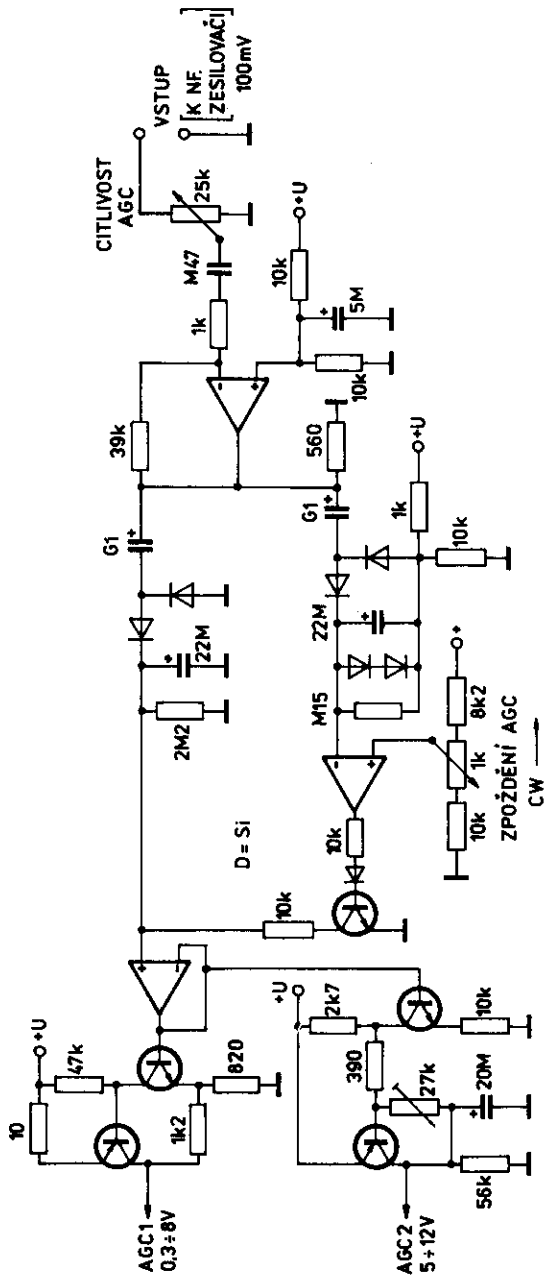 CITLIVOST
AGC
VSTUP
[K NF.
ZESILOVAČI]
100mV
25k
M47
1k
10k
+U
5M
10k
39k
560
G1
G1
22M
2M2
22M
M15
1k
+U
10k
D = Si
10k
10k
10k
1k
8k2
+
ZPOŽDĚNÍ AGC
CW
+U
10
47k
820
1k2
AGC1
0,3÷8V
+U
2k7
390
27k
20M
10k
56k
AGC2
5÷12V